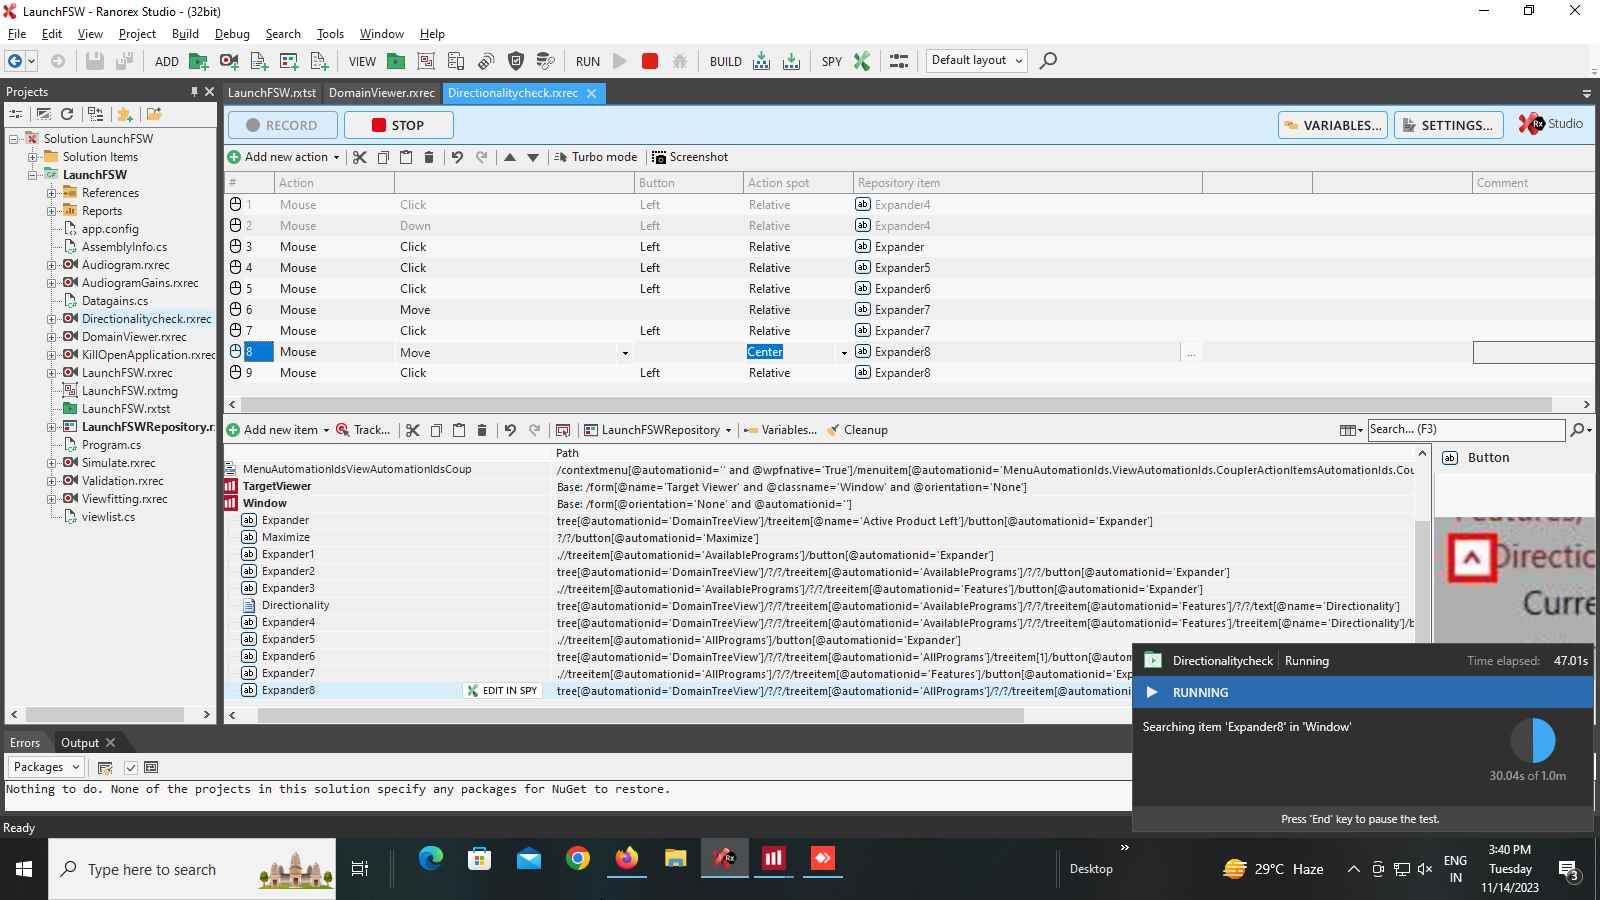 LaunchFSW - Ranorex Studio - (32bit)
File Edit View Project Build Debug Search Tools Window Help
ADD VIEW RUN BUILD SPY Default layout
Projects
LaunchFSW.rxtst DomainViewer.rxrec Directionalitycheck.rxrec
RECORD STOP VARIABLES... SETTINGS... Rx Studio
Add new action Turbo mode Screenshot
# Action Button Action spot Repository item Comment
1 Mouse Click Left Relative Expander4
2 Mouse Down Left Relative Expander4
3 Mouse Click Left Relative Expander
4 Mouse Click Left Relative Expander5
5 Mouse Click Left Relative Expander6
6 Mouse Move Relative Expander7
7 Mouse Click Left Relative Expander7
8 Mouse Move Center Expander8 ...
9 Mouse Click Left Relative Expander8
Solution LaunchFSW
Solution Items
LaunchFSW
References
Reports
app.config
AssemblyInfo.cs
Audiogram.rxrec
AudiogramGains.rxrec
Datagains.cs
Directionalitycheck.rxrec
DomainViewer.rxrec
KillOpenApplication.rxrec
LaunchFSW.rxrec
LaunchFSW.rxtmg
LaunchFSW.rxtst
LaunchFSWRepository.r
Program.cs
Simulate.rxrec
Validation.rxrec
Viewfitting.rxrec
viewlist.cs
Add new item Track... LaunchFSWRepository Variables... Cleanup Search... (F3)
Path
MenuAutomationIdsViewAutomationIdsCoup /contextmenu[@automationid='' and @wpfnative='True']/menuitem[@automationid='MenuAutomationIds.ViewAutomationIds.CouplerActionItemsAutomationIds.Cou
TargetViewer Base: /form[@name='Target Viewer' and @classname='Window' and @orientation='None']
Window Base: /form[@orientation='None' and @automationid='']
Expander tree[@automationid='DomainTreeView']/treeitem[@name='Active Product Left']/button[@automationid='Expander']
Maximize ?/?/button[@automationid='Maximize']
Expander1 .//treeitem[@automationid='AvailablePrograms']/button[@automationid='Expander']
Expander2 tree[@automationid='DomainTreeView']/?/?/treeitem[@automationid='AvailablePrograms']/?/?/button[@automationid='Expander']
Expander3 .//treeitem[@automationid='AvailablePrograms']/?/?/treeitem[@automationid='Features']/button[@automationid='Expander']
Directionality tree[@automationid='DomainTreeView']/?/?/treeitem[@automationid='AvailablePrograms']/?/?/treeitem[@automationid='Features']/?/?/text[@name='Directionality']
Expander4 tree[@automationid='DomainTreeView']/?/?/treeitem[@automationid='AvailablePrograms']/?/?/treeitem[@automationid='Features']/treeitem[@name='Directionality']/b
Expander5 .//treeitem[@automationid='AllPrograms']/button[@automationid='Expander']
Expander6 tree[@automationid='DomainTreeView']/?/?/treeitem[@automationid='AllPrograms']/treeitem[1]/button[@automa
Expander7 .//treeitem[@automationid='AllPrograms']/?/?/treeitem[@automationid='Features']/button[@automationid='Exp
Expander8 EDIT IN SPY tree[@automationid='DomainTreeView']/?/?/treeitem[@automationid='AllPrograms']/?/?/treeitem[@automationid
Button
Directic
Curre
Directionalitycheck Running Time elapsed: 47.01s
RUNNING
Searching item 'Expander8' in 'Window'
30.04s of 1.0m
Press 'End' key to pause the test.
Errors Output
Packages
Nothing to do. None of the projects in this solution specify any packages for NuGet to restore.
Ready
Type here to search
Desktop
29°C Haze
ENG
IN
3:40 PM
Tuesday
11/14/2023
3